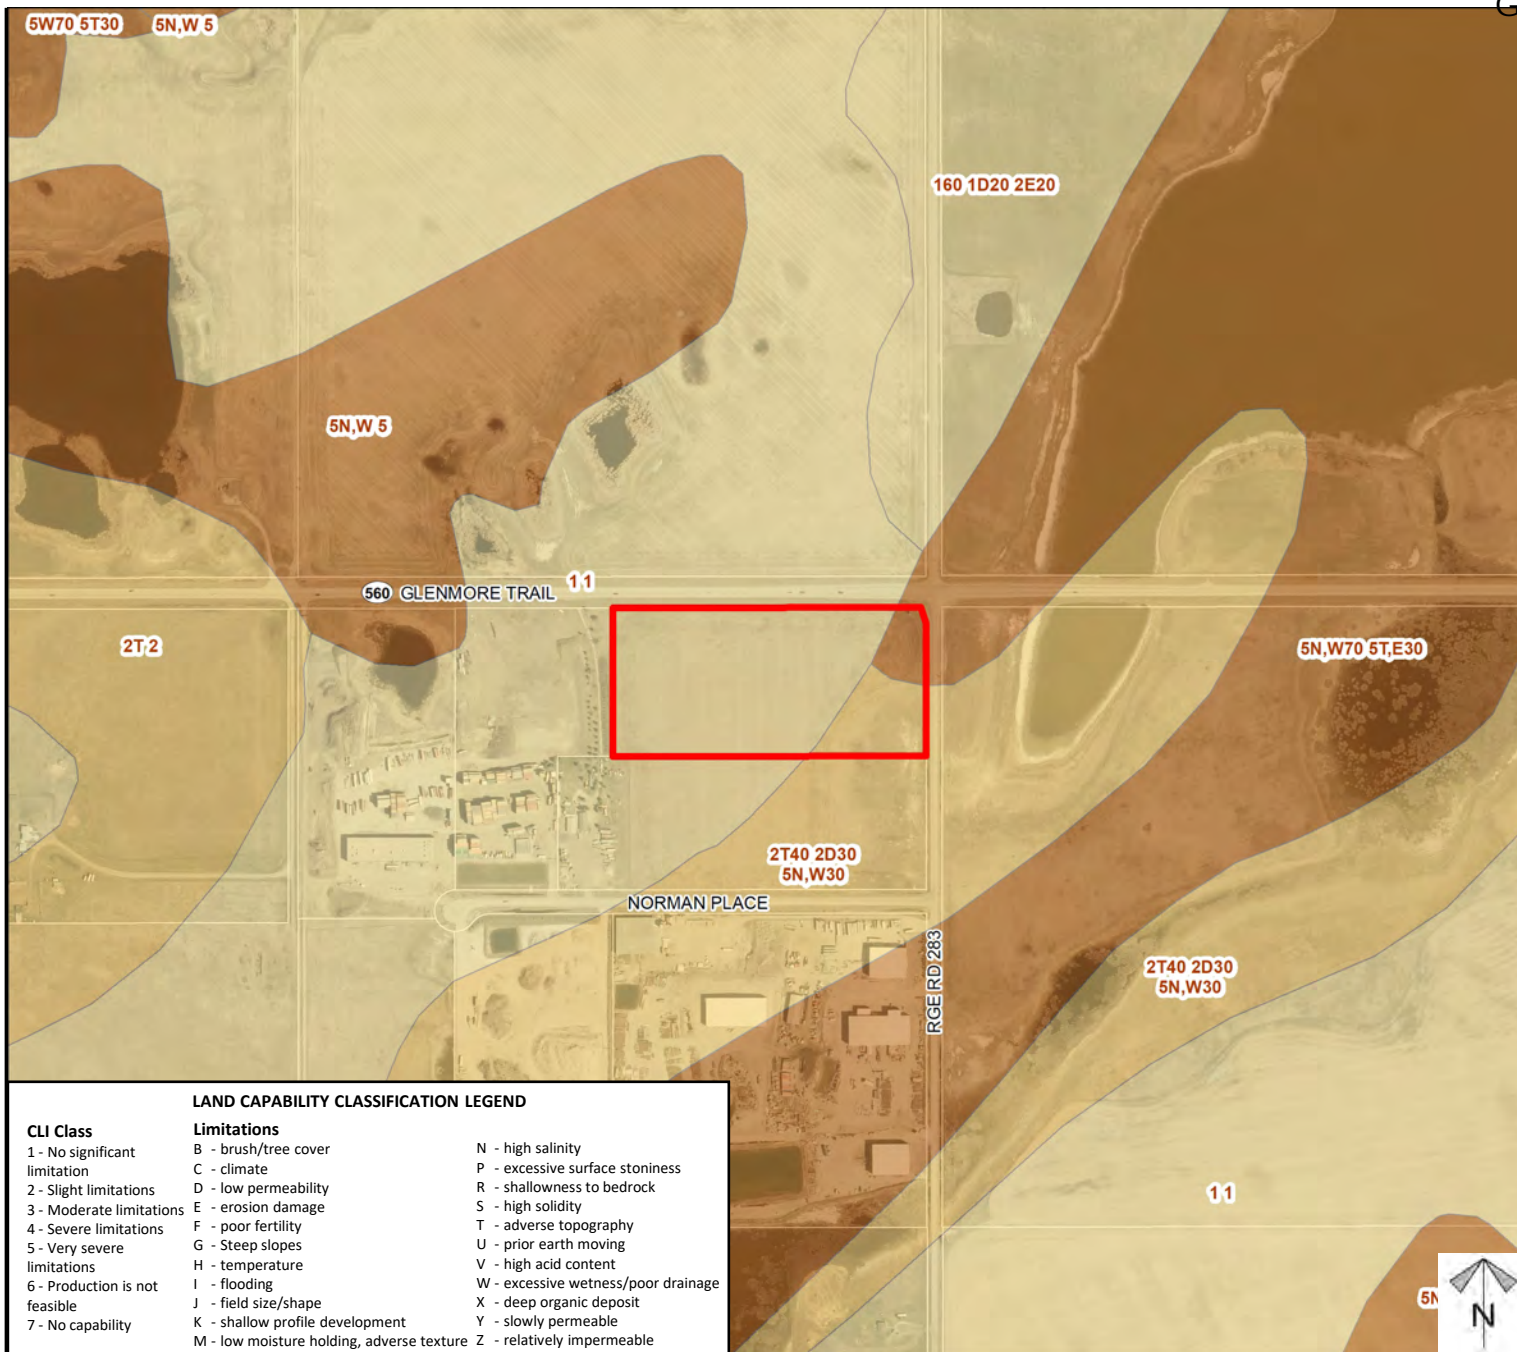 G
5W70 5T30
5N,W 5
160 1D20 2E20
5N,W 5
1 1
560 GLENMORE TRAIL
2T 2
5N,W70 5T,E30
2T40 2D30
5N,W30
NORMAN PLACE
RGE RD 283
2T40 2D30
5N,W30
1 1
5N
N
LAND CAPABILITY CLASSIFICATION LEGEND
CLI Class
1 - No significant
limitation
2 - Slight limitations
3 - Moderate limitations
4 - Severe limitations
5 - Very severe
limitations
6 - Production is not
feasible
7 - No capability
Limitations
B - brush/tree cover
C - climate
D - low permeability
E - erosion damage
F - poor fertility
G - Steep slopes
H - temperature
I - flooding
J - field size/shape
K - shallow profile development
M - low moisture holding, adverse texture
N - high salinity
P - excessive surface stoniness
R - shallowness to bedrock
S - high solidity
T - adverse topography
U - prior earth moving
V - high acid content
W - excessive wetness/poor drainage
X - deep organic deposit
Y - slowly permeable
Z - relatively impermeable